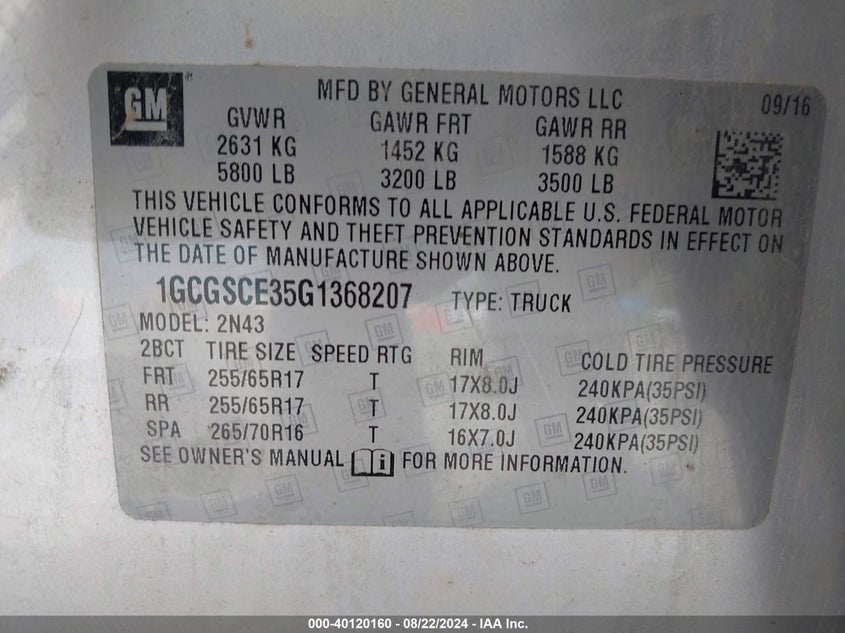 GM
MFD BY GENERAL MOTORS LLC 09/16
GVWR GAWR FRT GAWR RR
2631 KG 1452 KG 1588 KG
5800 LB 3200 LB 3500 LB
THIS VEHICLE CONFORMS TO ALL APPLICABLE U.S. FEDERAL MOTOR
VEHICLE SAFETY AND THEFT PREVENTION STANDARDS IN EFFECT ON
THE DATE OF MANUFACTURE SHOWN ABOVE.
1GCGSCE35G1368207 TYPE: TRUCK
MODEL: 2N43
2BCT TIRE SIZE SPEED RTG RIM COLD TIRE PRESSURE
FRT 255/65R17 T 17X8.0J 240KPA(35PSI)
RR 255/65R17 T 17X8.0J 240KPA(35PSI)
SPA 265/70R16 T 16X7.0J 240KPA(35PSI)
SEE OWNER'S MANUAL i FOR MORE INFORMATION.
000-40120160 - 08/22/2024 - IAA Inc.